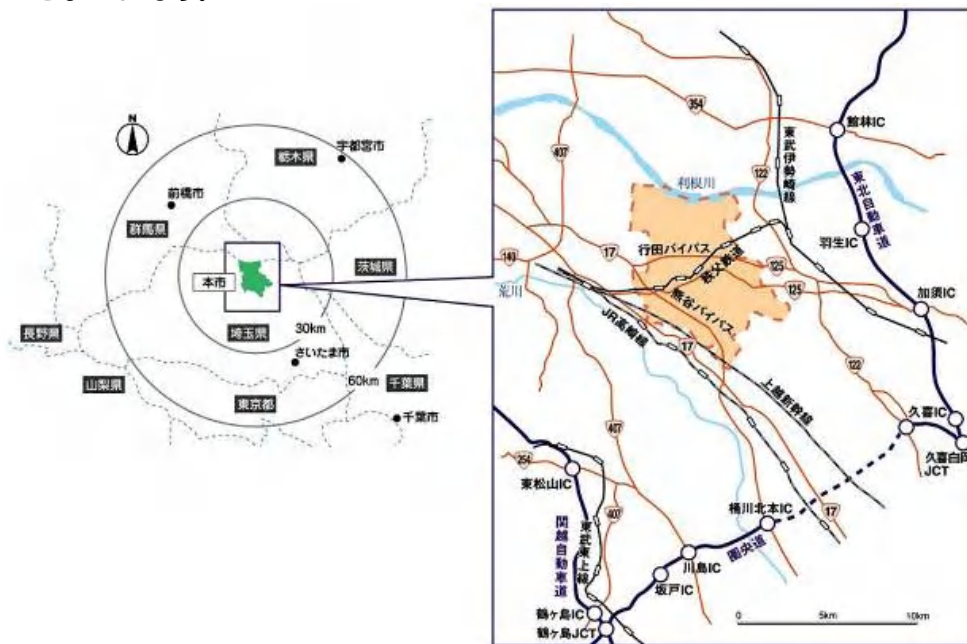 N
栃木県
宇都宮市
前橋市
群馬県
茨城県
本市
長野県
埼玉県
30km
さいたま市
山梨県
60km
千葉県
東京都
千葉市
354
館林IC
407
東武伊勢崎線
122
利根川
東北自動車道
行田バイパス
秩父鉄道
17
羽生IC
140
125
荒川
125
熊谷バイパス
加須IC
JR高崎線
17
122
上越新幹線
久喜IC
久喜白岡
JCT
407
254
東松山IC
桶川北本IC
17
407
関越自動車道
東武東上線
圏央道
川島IC
坂戸IC
鶴ヶ島IC
鶴ヶ島JCT
0
5km
10km